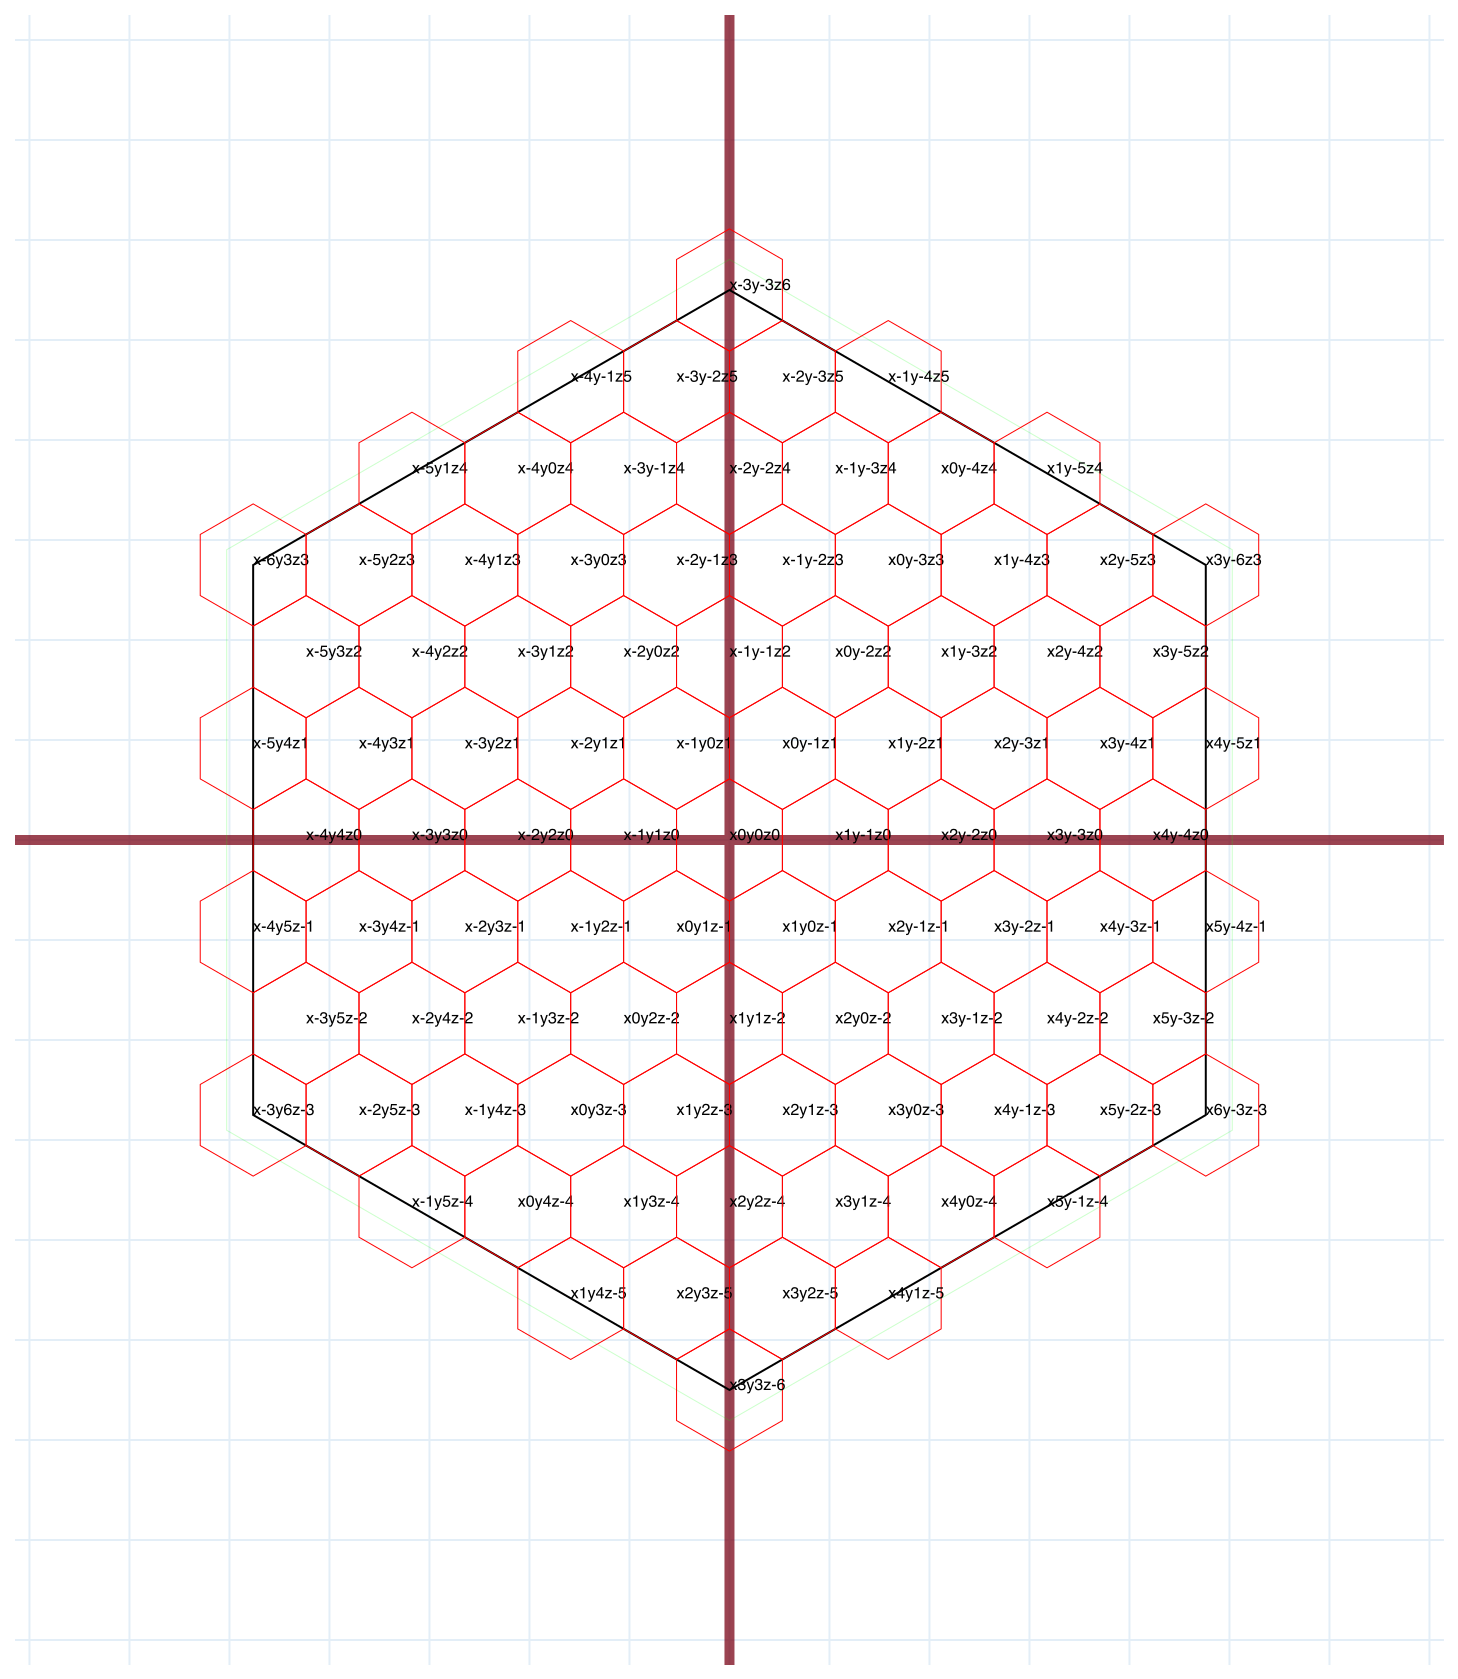 x-3y-3z6
x-4y-1z5 x-3y-2z5 x-2y-3z5 x-1y-4z5
x-5y1z4 x-4y0z4 x-3y-1z4 x-2y-2z4 x-1y-3z4 x0y-4z4 x1y-5z4
x-6y3z3 x-5y2z3 x-4y1z3 x-3y0z3 x-2y-1z3 x-1y-2z3 x0y-3z3 x1y-4z3 x2y-5z3 x3y-6z3
x-5y3z2 x-4y2z2 x-3y1z2 x-2y0z2 x-1y-1z2 x0y-2z2 x1y-3z2 x2y-4z2 x3y-5z2
x-5y4z1 x-4y3z1 x-3y2z1 x-2y1z1 x-1y0z1 x0y-1z1 x1y-2z1 x2y-3z1 x3y-4z1 x4y-5z1
x-4y4z0 x-3y3z0 x-2y2z0 x-1y1z0 x0y0z0 x1y-1z0 x2y-2z0 x3y-3z0 x4y-4z0
x-4y5z-1 x-3y4z-1 x-2y3z-1 x-1y2z-1 x0y1z-1 x1y0z-1 x2y-1z-1 x3y-2z-1 x4y-3z-1 x5y-4z-1
x-3y5z-2 x-2y4z-2 x-1y3z-2 x0y2z-2 x1y1z-2 x2y0z-2 x3y-1z-2 x4y-2z-2 x5y-3z-2
x-3y6z-3 x-2y5z-3 x-1y4z-3 x0y3z-3 x1y2z-3 x2y1z-3 x3y0z-3 x4y-1z-3 x5y-2z-3 x6y-3z-3
x-1y5z-4 x0y4z-4 x1y3z-4 x2y2z-4 x3y1z-4 x4y0z-4 x5y-1z-4
x1y4z-5 x2y3z-5 x3y2z-5 x4y1z-5
x3y3z-6